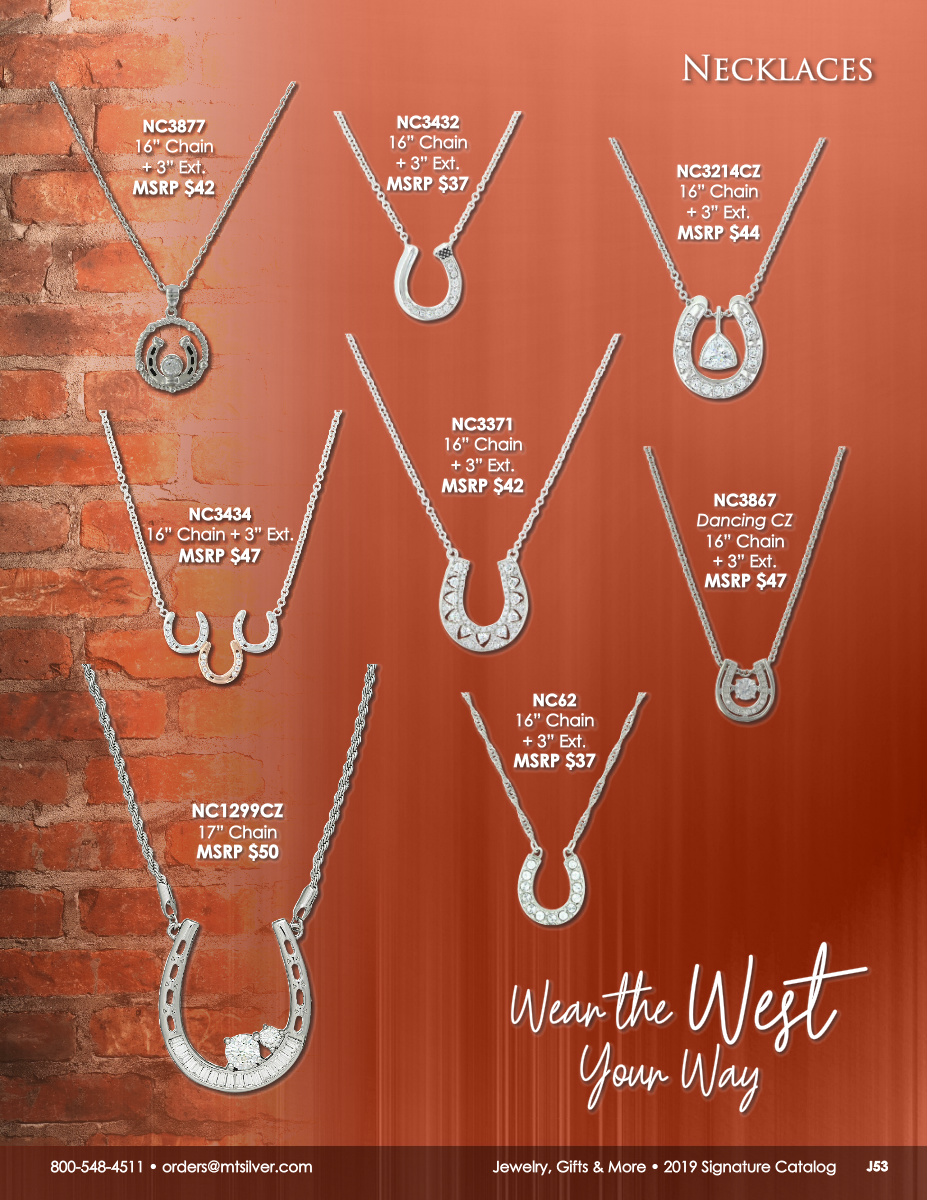 NECKLACES
NC3877
16” Chain
+ 3” Ext.
MSRP $42
NC3432
16” Chain
+ 3” Ext.
MSRP $37
NC3214CZ
16” Chain
+ 3” Ext.
MSRP $44
NC3434
16” Chain + 3” Ext.
MSRP $47
NC3371
16” Chain
+ 3” Ext.
MSRP $42
NC3867
Dancing CZ
16” Chain
+ 3” Ext.
MSRP $47
NC1299CZ
17” Chain
MSRP $50
NC62
16” Chain
+ 3” Ext.
MSRP $37
Wear the West
Your Way
800-548-4511 • orders@mtsilver.com
Jewelry, Gifts & More • 2019 Signature Catalog J53